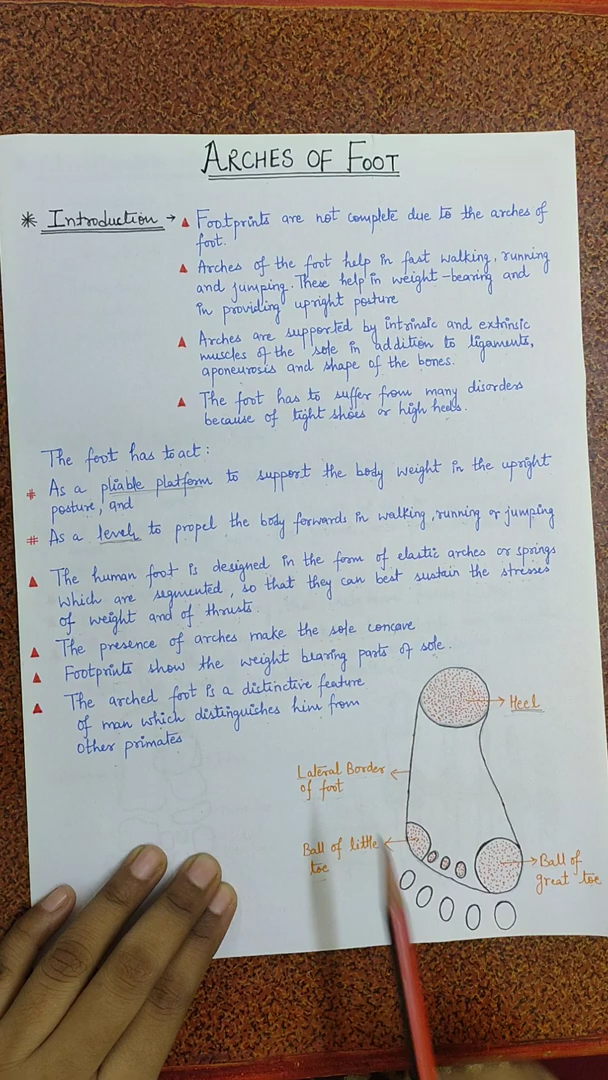 ARCHES OF FOOT
* Introduction → ▲ Footprints are not complete due to the arches of
foot.
▲ Arches of the foot help in fast walking, running
and jumping. These help in weight-bearing and
in providing upright posture
▲ Arches are supported by intrinsic and extrinsic
muscles of the sole in addition to ligaments,
aponeurosis and shape of the bones.
▲ The foot has to suffer from many disorders
because of tight shoes or high heels.
The foot has to act:
# As a pliable platform to support the body weight in the upright
posture, and
# As a levels to propel the body forwards in walking, running or jumping
▲ The human foot is designed in the form of elastic arches or springs
which are segmented, so that they can best sustain the stresses
of weight and of thrusts.
▲ The presence of arches make the sole concave
▲ Footprints show the weight bearing parts of sole.
▲ The arched foot is a distinctive feature
of man which distinguishes him from
other primates
Heel
Lateral Border
of foot
Ball of little
toe
Ball of
great toe